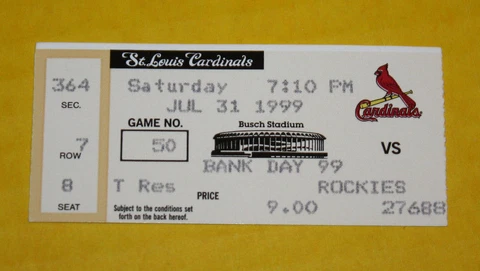 St. Louis Cardinals
364
SEC.
7
ROW
8
SEAT
Saturday 7:10 PM
JUL 31 1999
Cardinals
GAME NO.
50
Busch Stadium
VS
BANK DAY 99
T Res
PRICE
ROCKIES
9.00
27688
Subject to the conditions set
forth on the back hereof.